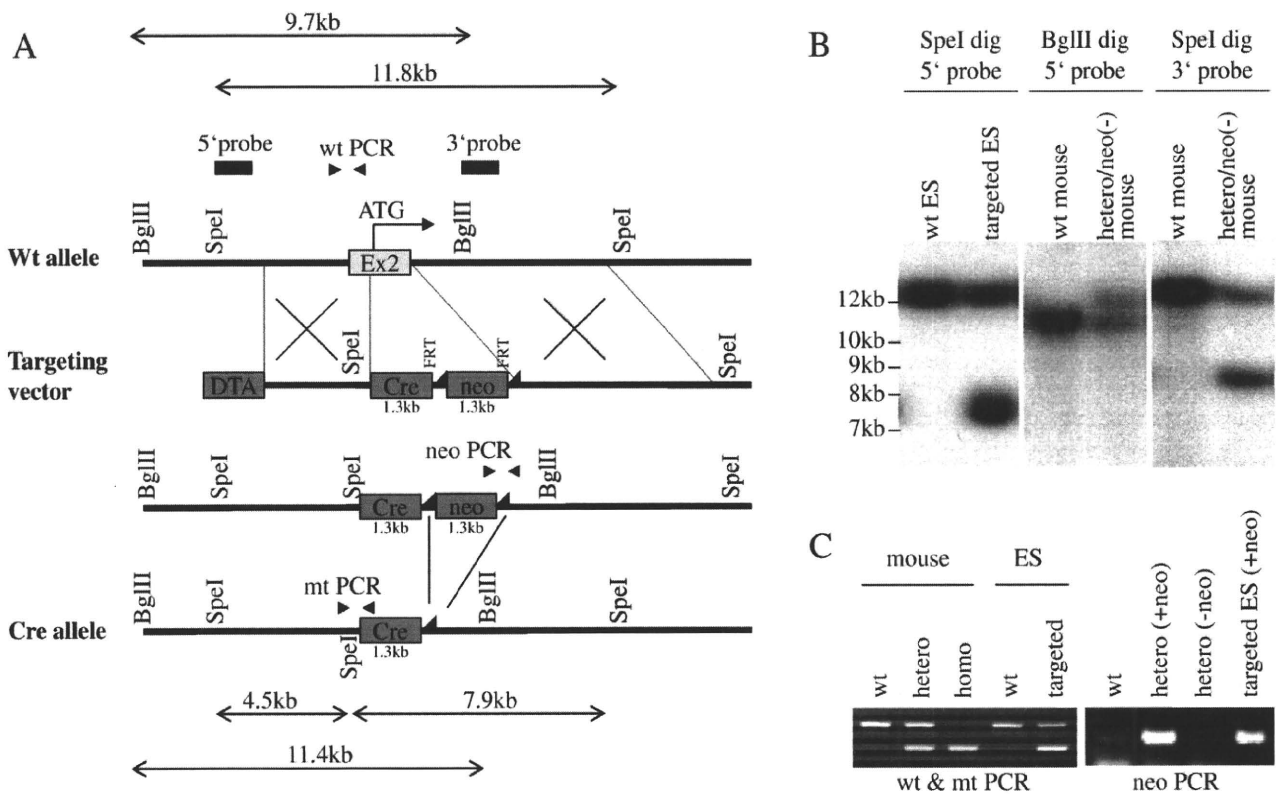 A
9.7kb
11.8kb
5‘probe
wt PCR
3‘probe
BglII
SpeI
ATG
BglII
SpeI
Wt allele
Ex2
SpeI
FRT
FRT
SpeI
Targeting
vector
DTA
Cre
neo
1.3kb
1.3kb
neo PCR
BglII
SpeI
SpeI
BglII
SpeI
Cre
neo
1.3kb
1.3kb
BglII
SpeI
mt PCR
BglII
SpeI
Cre allele
SpeI
Cre
1.3kb
4.5kb
7.9kb
11.4kb
B
SpeI dig
5‘ probe
BglII dig
5‘ probe
SpeI dig
3‘ probe
wt ES
targeted ES
wt mouse
hetero/neo(-)
mouse
wt mouse
hetero/neo(-)
mouse
12kb
10kb
9kb
8kb
7kb
C
mouse
ES
wt
hetero
homo
wt
targeted
wt
hetero (+neo)
hetero (-neo)
targeted ES (+neo)
wt & mt PCR
neo PCR